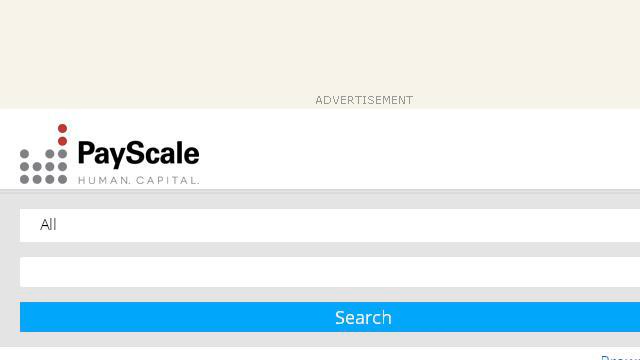 ADVERTISEMENT
PayScale
HUMAN. CAPITAL.
All
Search